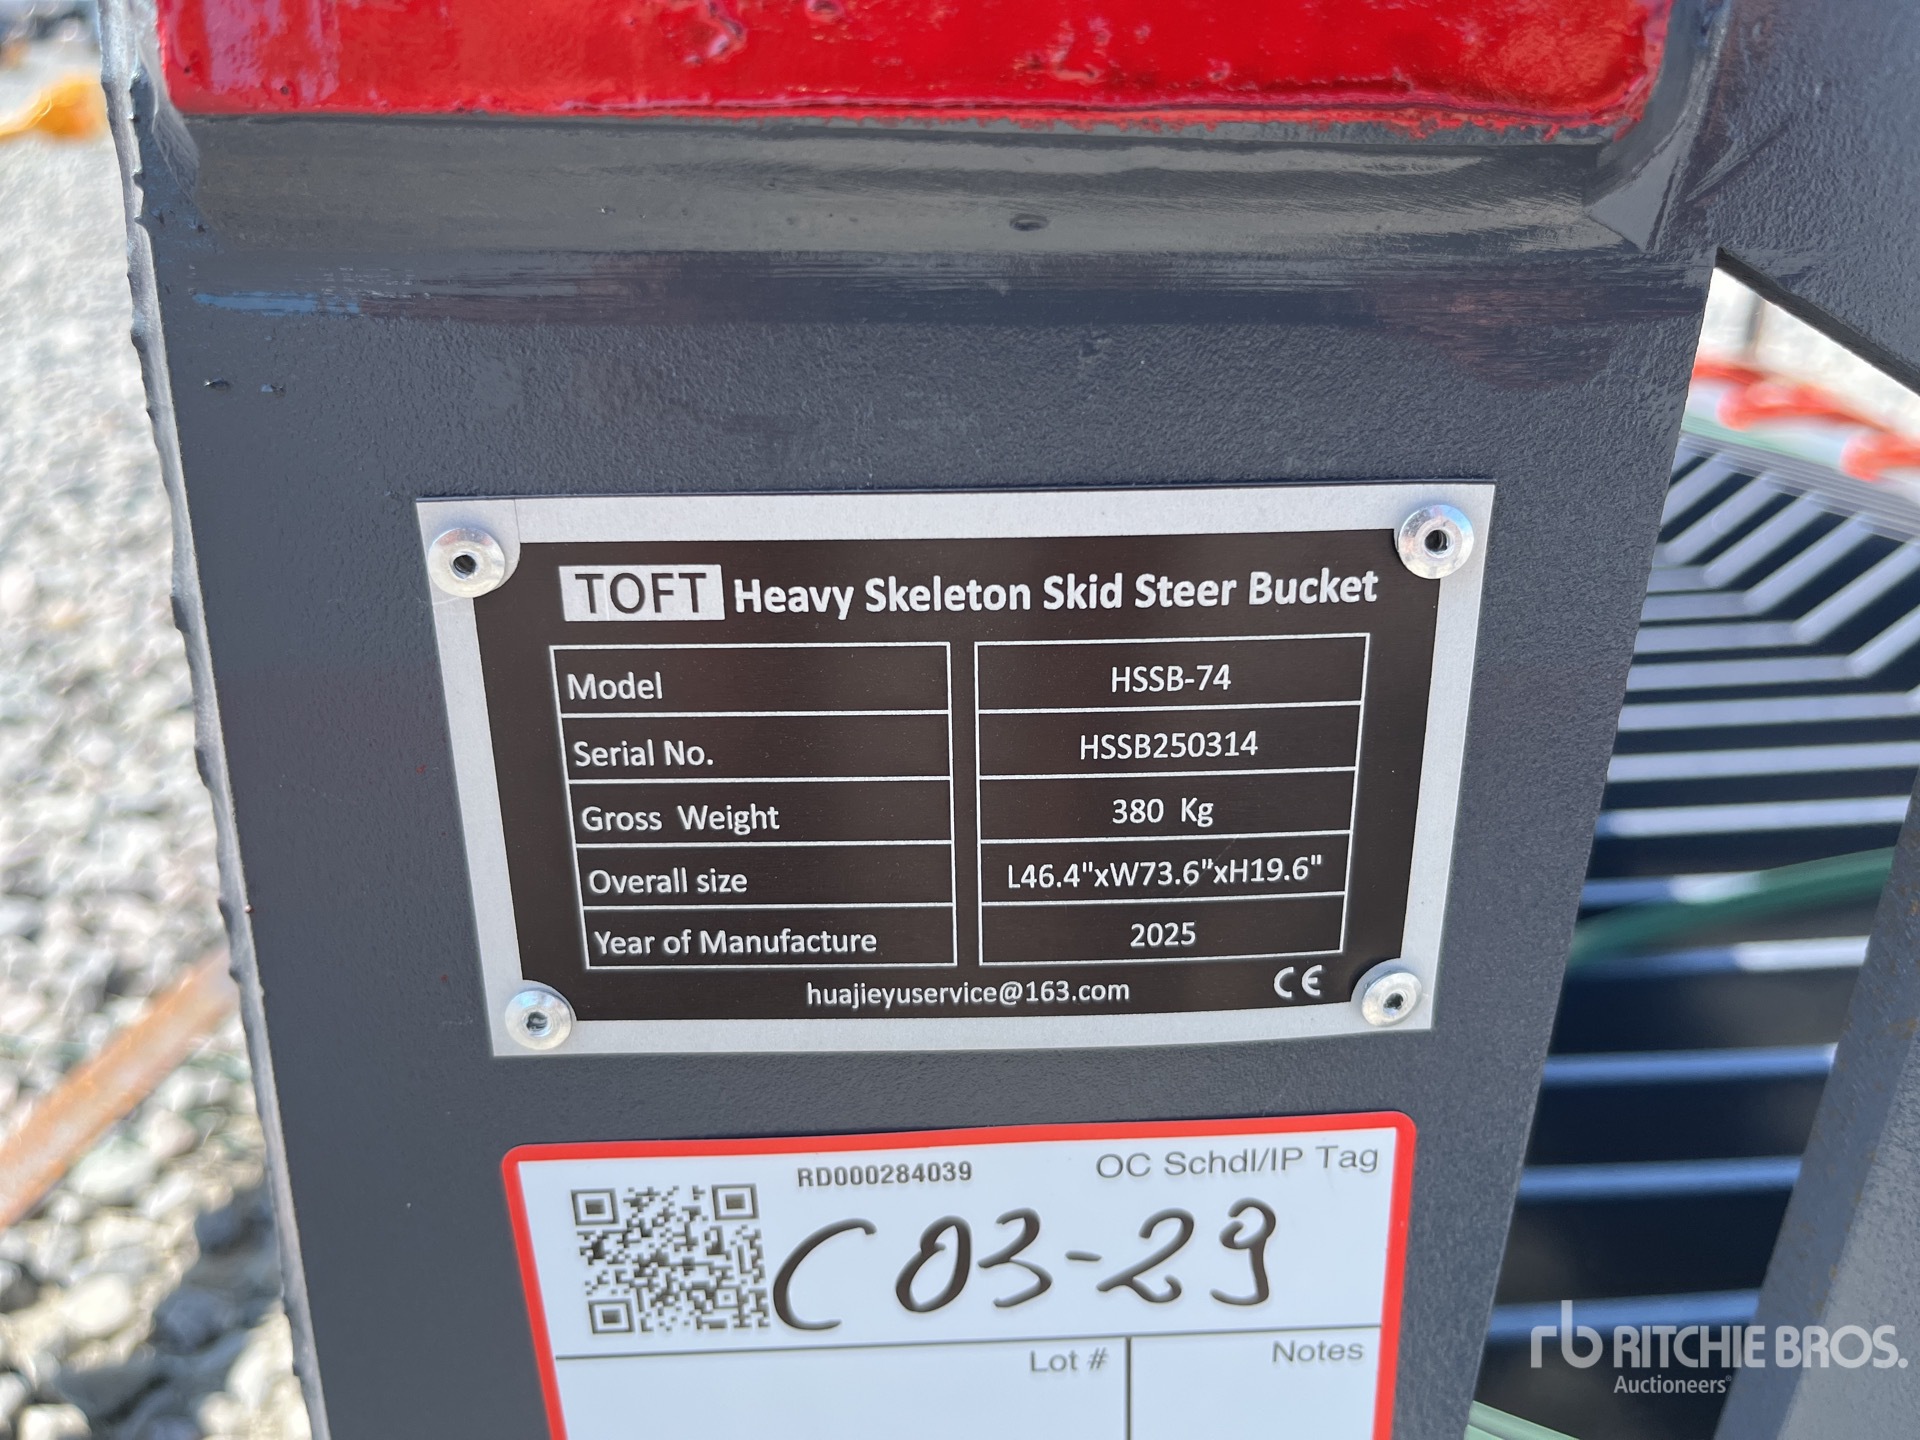 TOFT Heavy Skeleton Skid Steer Bucket
Model HSSB-74
Serial No. HSSB250314
Gross Weight 380 Kg
Overall size L46.4"xW73.6"xH19.6"
Year of Manufacture 2025
huajieyuservice@163.com CE
RD000284039 OC Schdl/IP Tag
C03-29
Lot # Notes
rb RITCHIE BROS.
Auctioneers®